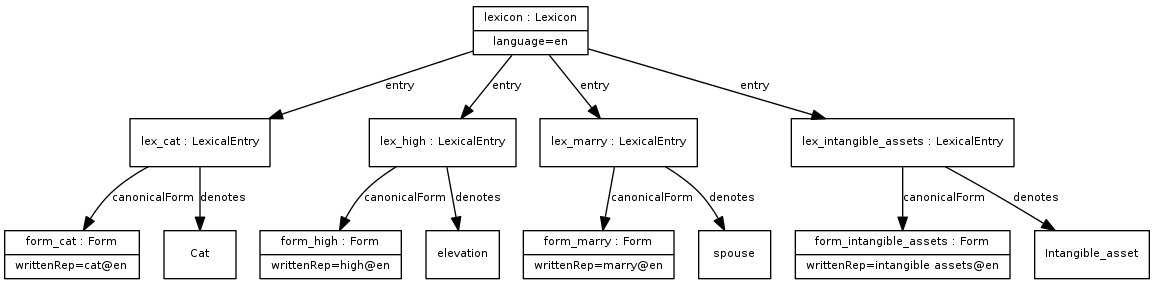 lexicon : Lexicon
language=en
entry
entry
entry
entry
lex_cat : LexicalEntry
lex_high : LexicalEntry
lex_marry : LexicalEntry
lex_intangible_assets : LexicalEntry
canonicalForm
denotes
canonicalForm
denotes
canonicalForm
denotes
canonicalForm
denotes
form_cat : Form
writtenRep=cat@en
Cat
form_high : Form
writtenRep=high@en
elevation
form_marry : Form
writtenRep=marry@en
spouse
form_intangible_assets : Form
writtenRep=intangible assets@en
Intangible_asset